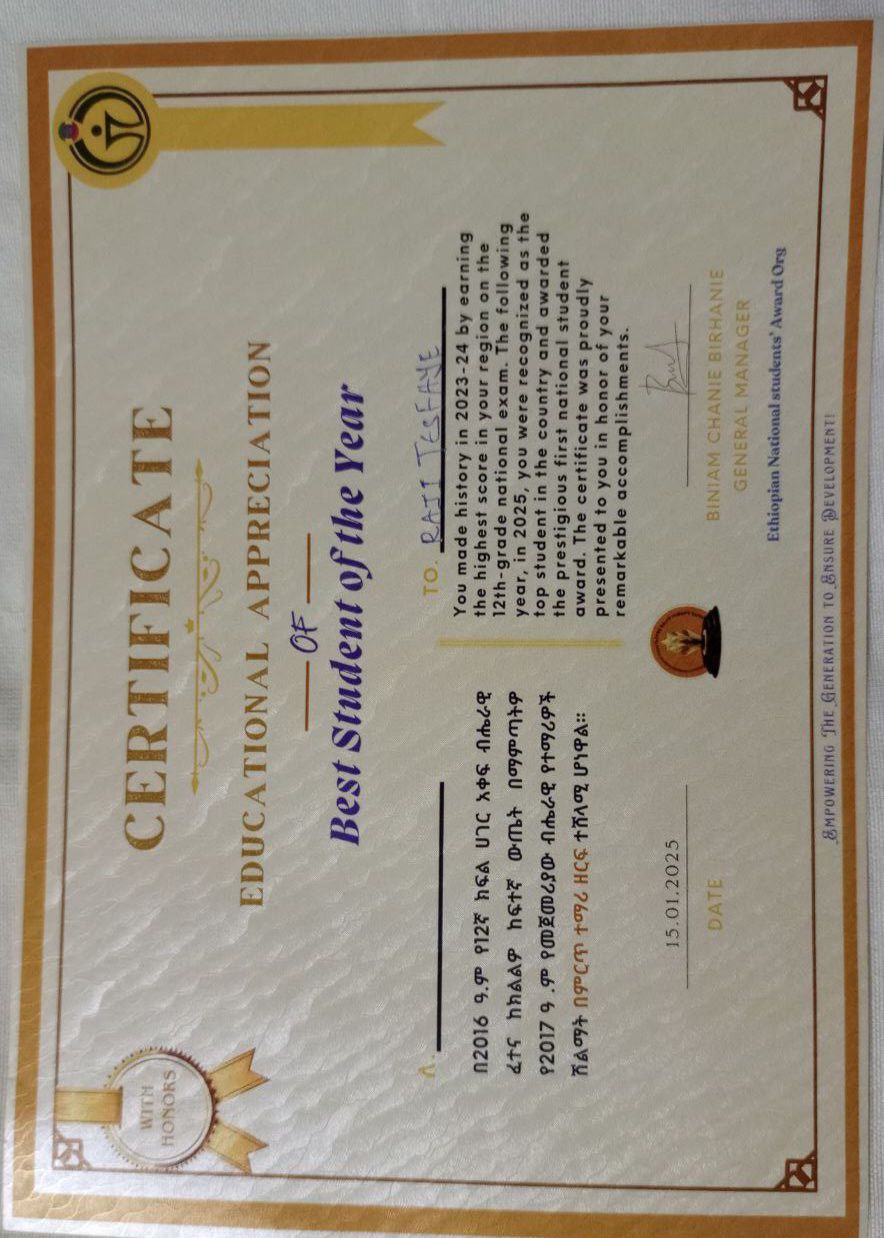 WITH
HONORS
CERTIFICATE
EDUCATIONAL APPRECIATION
OF
Best Student of the Year
ለ.
በ2016 ዓ.ም የ12ኛ ክፍል ሀገር አቀፍ ብሔራዊ
ፈተና ከክልልዎ ከፍተኛ ውጤት በማምጣትዎ
የ2017 ዓ.ም የመጀመሪያው ብሔራዊ የተማሪዎች
ሽልማት በምርጥ ተማሪ ዘርፍ ተሸላሚ ሆነዋል።
TO. RAJI TESFAYE
You made history in 2023-24 by earning
the highest score in your region on the
12th-grade national exam. The following
year, in 2025, you were recognized as the
top student in the country and awarded
the prestigious first national student
award. The certificate was proudly
presented to you in honor of your
remarkable accomplishments.
15.01.2025
DATE
BINIAM CHANIE BIRHANIE
GENERAL MANAGER
Ethiopian National students' Award Org
EMPOWERING THE GENERATION TO ENSURE DEVELOPMENT!